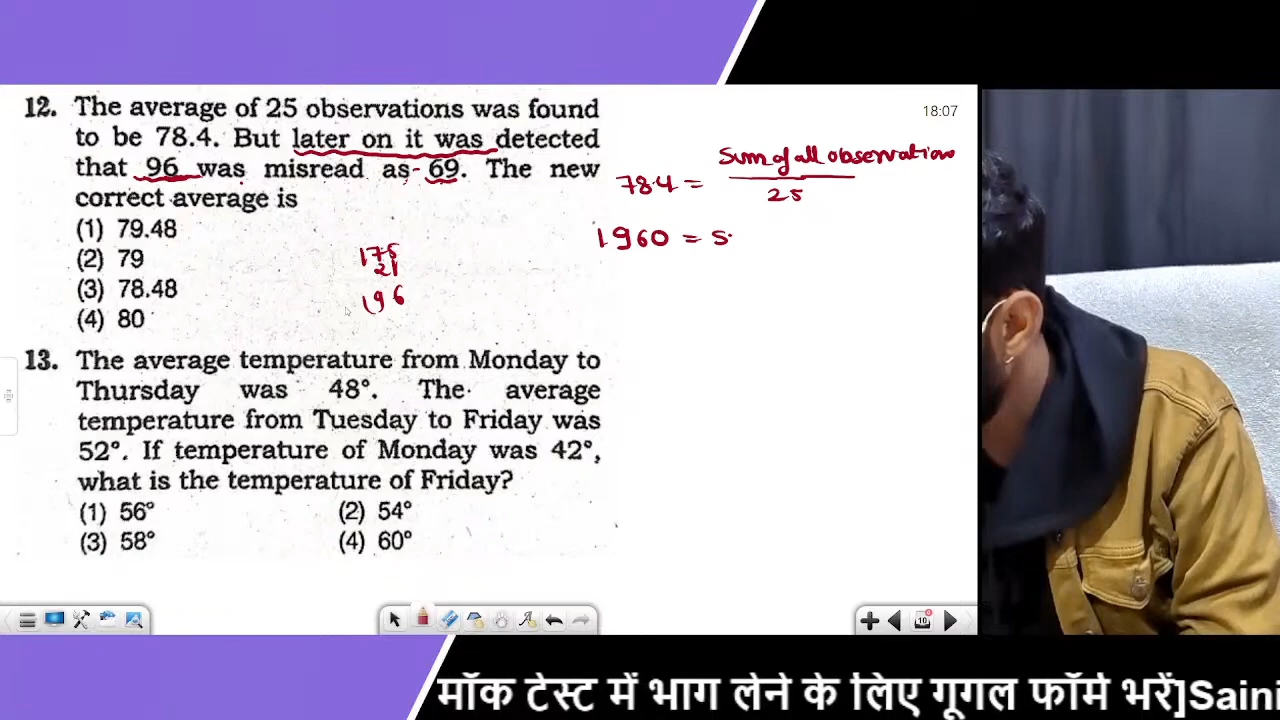 12. The average of 25 observations was found
to be 78.4. But later on it was detected
that 96 was misread as 69. The new
correct average is
(1) 79.48
(2) 79
(3) 78.48
(4) 80
175
21
196
13. The average temperature from Monday to
Thursday was 48°. The average
temperature from Tuesday to Friday was
52°. If temperature of Monday was 42°,
what is the temperature of Friday?
(1) 56° (2) 54°
(3) 58° (4) 60°
18:07
Sum of all observations
78.4 =
25
1960 = S
10
मॉक टेस्ट में भाग लेने के लिए गूगल फॉर्म भरें]Saini